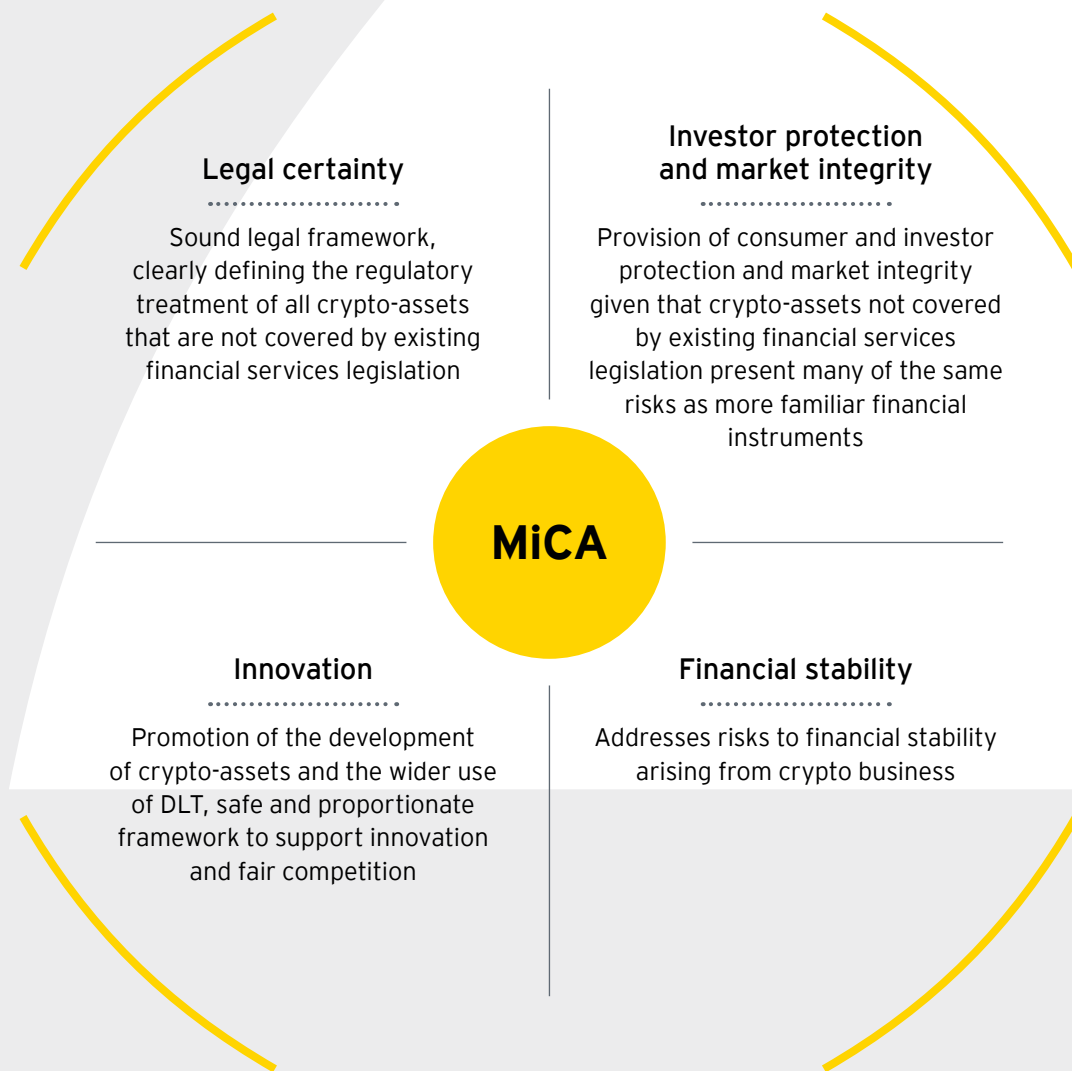 Legal certainty
Sound legal framework,
clearly defining the regulatory
treatment of all crypto-assets
that are not covered by existing
financial services legislation
Investor protection
and market integrity
Provision of consumer and investor
protection and market integrity
given that crypto-assets not covered
by existing financial services
legislation present many of the same
risks as more familiar financial
instruments
MiCA
Innovation
Promotion of the development
of crypto-assets and the wider use
of DLT, safe and proportionate
framework to support innovation
and fair competition
Financial stability
Addresses risks to financial stability
arising from crypto business